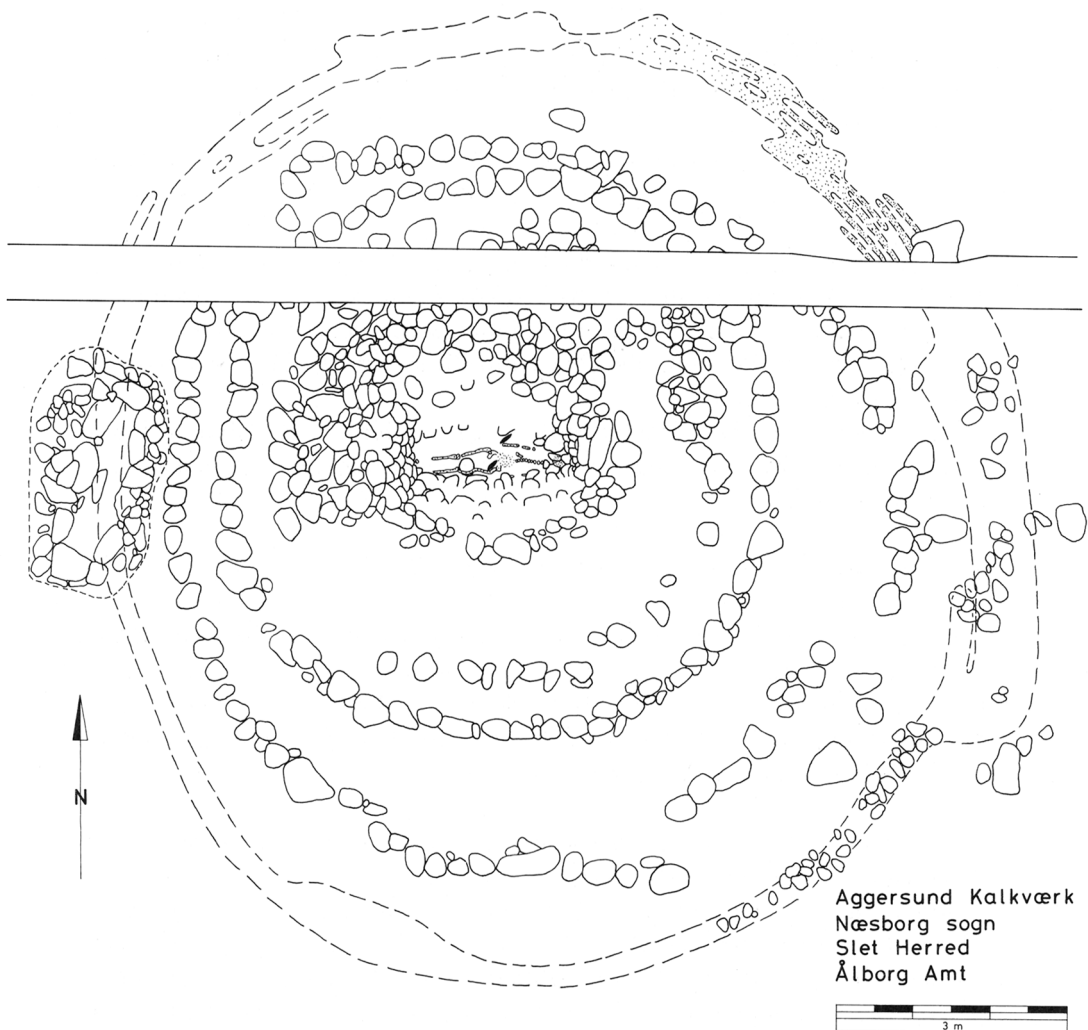 N
Aggersund Kalkværk
Næsborg sogn
Slet Herred
Ålborg Amt
3 m